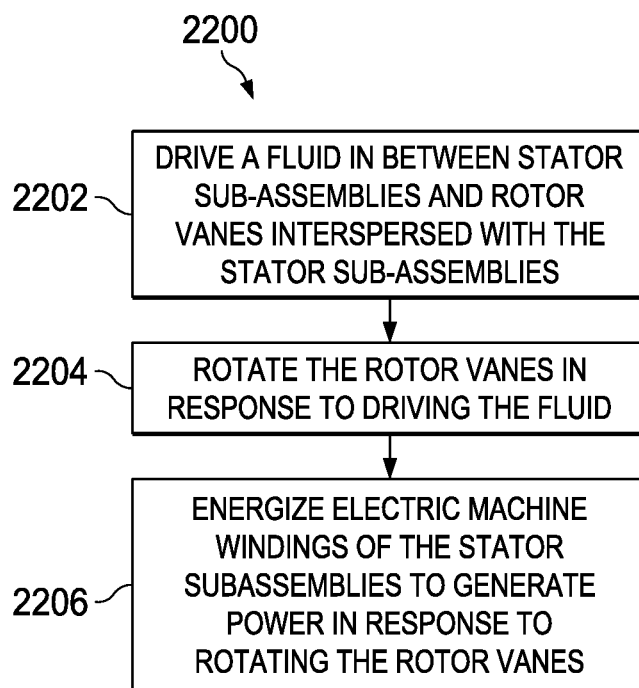 2200
2202
DRIVE A FLUID IN BETWEEN STATOR
SUB-ASSEMBLIES AND ROTOR
VANES INTERSPERSED WITH THE
STATOR SUB-ASSEMBLIES
2204
ROTATE THE ROTOR VANES IN
RESPONSE TO DRIVING THE FLUID
2206
ENERGIZE ELECTRIC MACHINE
WINDINGS OF THE STATOR
SUBASSEMBLIES TO GENERATE
POWER IN RESPONSE TO
ROTATING THE ROTOR VANES